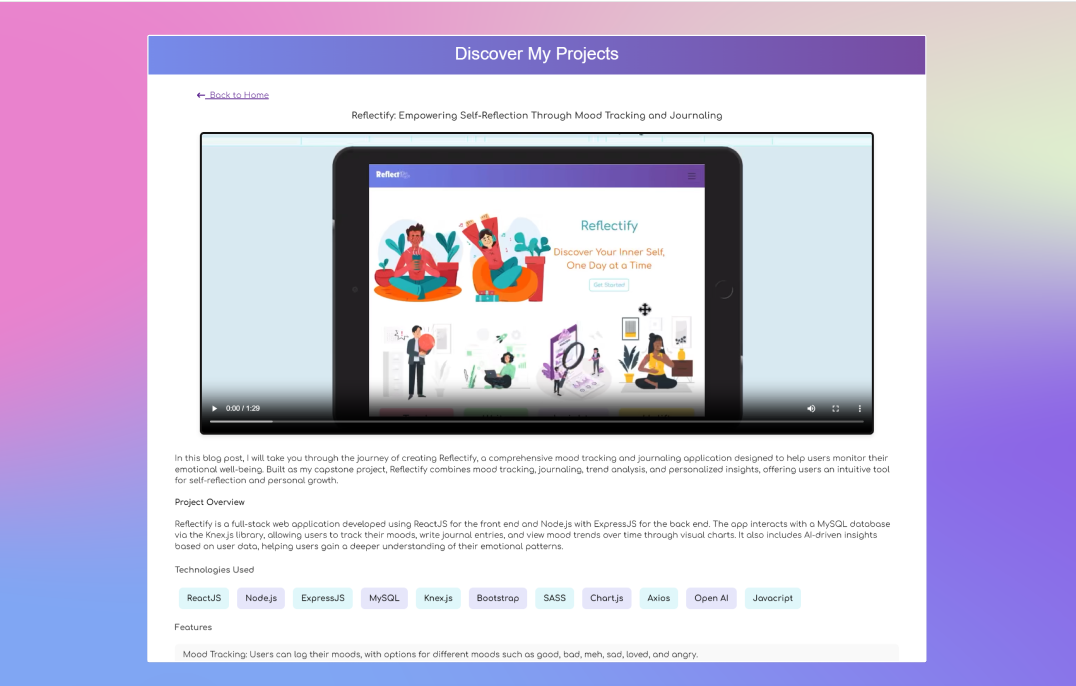 Discover My Projects
← Back to Home
Reflectify: Empowering Self-Reflection Through Mood Tracking and Journaling
Reflectify
Reflectify
Discover Your Inner Self,
One Day at a Time
Get Started
0:00 / 1:29
In this blog post, I will take you through the journey of creating Reflectify, a comprehensive mood tracking and journaling application designed to help users monitor their
emotional well-being. Built as my capstone project, Reflectify combines mood tracking, journaling, trend analysis, and personalized insights, offering users an intuitive tool
for self-reflection and personal growth.
Project Overview
Reflectify is a full-stack web application developed using ReactJS for the front end and Node.js with ExpressJS for the back end. The app interacts with a MySQL database
via the Knex.js library, allowing users to track their moods, write journal entries, and view mood trends over time through visual charts. It also includes AI-driven insights
based on user data, helping users gain a deeper understanding of their emotional patterns.
Technologies Used
ReactJS Node.js ExpressJS MySQL Knex.js Bootstrap SASS Chart.js Axios Open AI Javacript
Features
Mood Tracking: Users can log their moods, with options for different moods such as good, bad, meh, sad, loved, and angry.